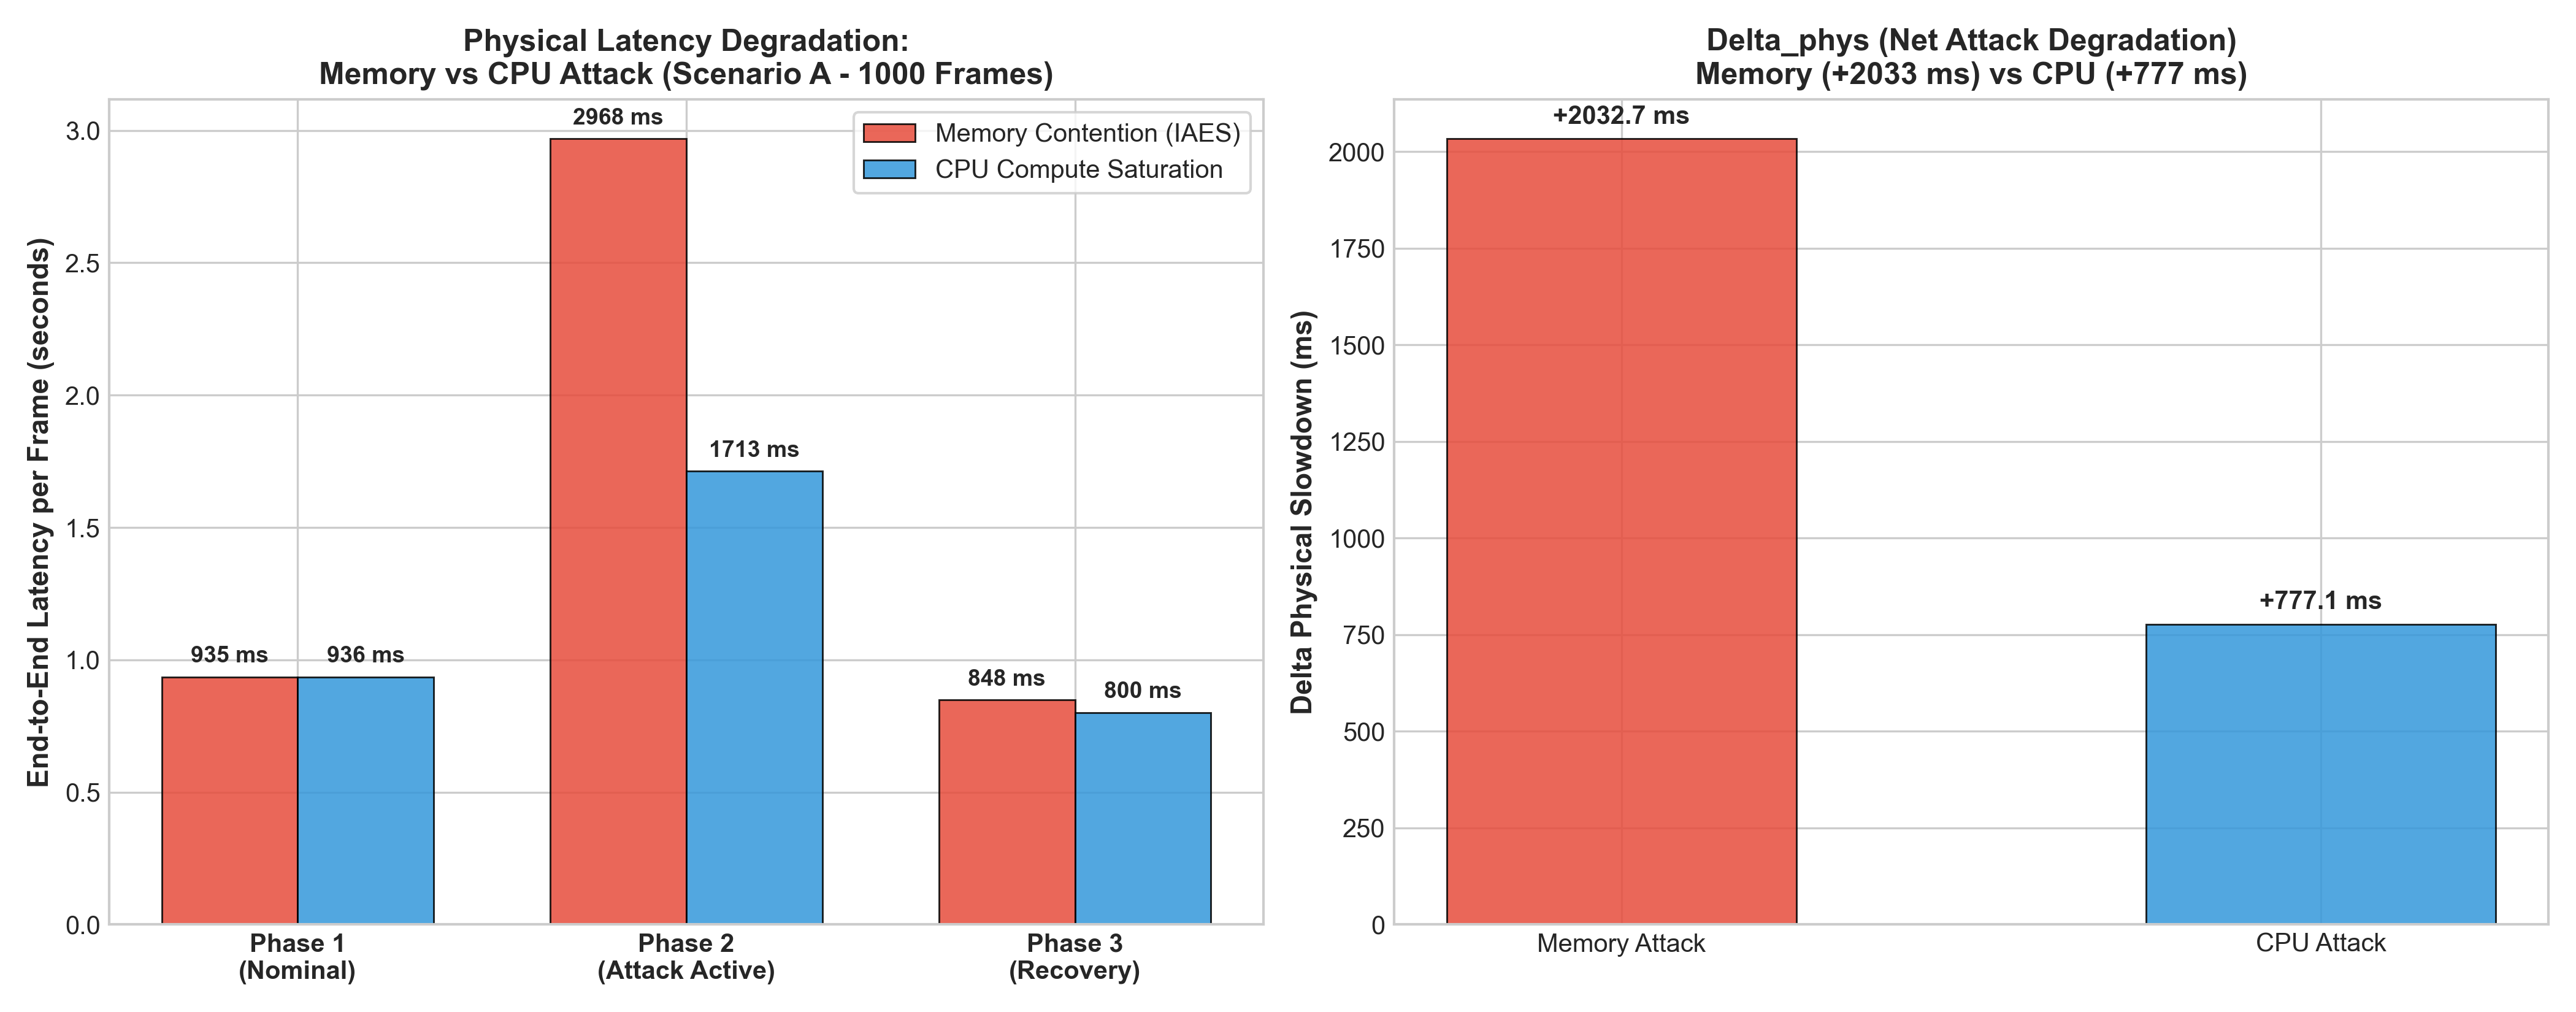 Physical Latency Degradation:
Memory vs CPU Attack (Scenario A - 1000 Frames)
End-to-End Latency per Frame (seconds)
3.0
2.5
2.0
1.5
1.0
0.5
0.0
2968 ms
Memory Contention (IAES)
CPU Compute Saturation
1713 ms
935 ms
936 ms
848 ms
800 ms
Phase 1
(Nominal)
Phase 2
(Attack Active)
Phase 3
(Recovery)
Delta_phys (Net Attack Degradation)
Memory (+2033 ms) vs CPU (+777 ms)
Delta Physical Slowdown (ms)
2000
1750
1500
1250
1000
750
500
250
0
+2032.7 ms
+777.1 ms
Memory Attack
CPU Attack